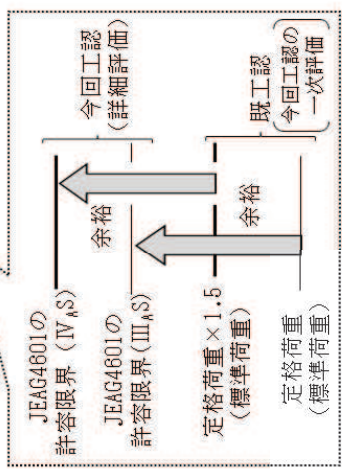 JEAG4601の
許容限界 (ⅣAS)
JEAG4601の
許容限界(ⅢAS)
定格荷重×1.5
(標準荷重)
定格荷重
(標準荷重)
余裕
余裕
今回工認
(詳細評価)
既工認
今回工認の
一次評価